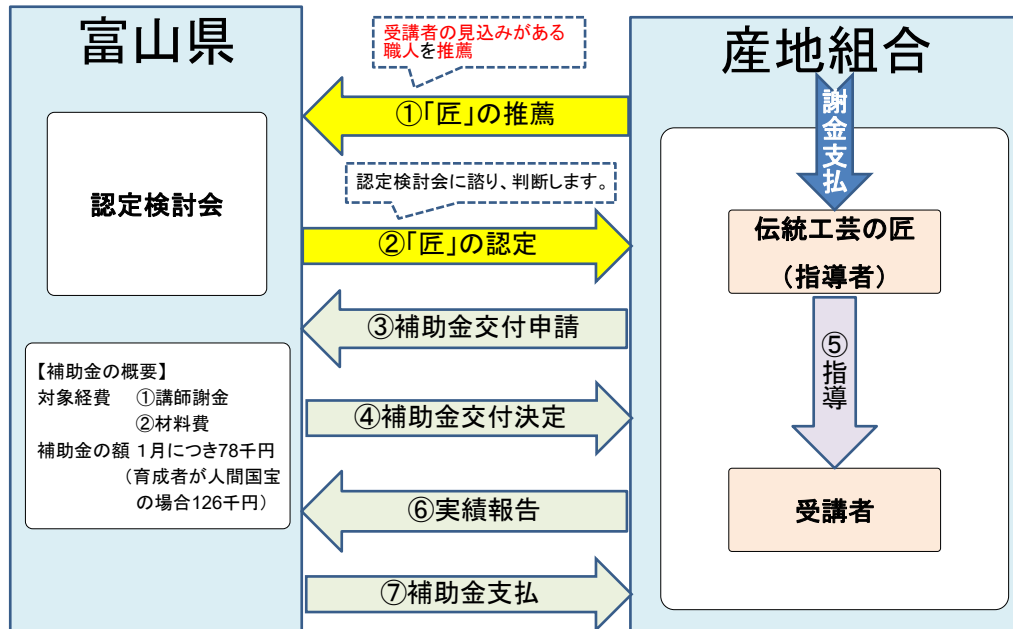 富山県
認定検討会
【補助金の概要】
対象経費　①講師謝金
②材料費
補助金の額 1月につき78千円
（育成者が人間国宝
の場合126千円）
受講者の見込みがある
職人を推薦
①「匠」の推薦
認定検討会に諮り、判断します。
②「匠」の認定
③補助金交付申請
④補助金交付決定
⑥実績報告
⑦補助金支払
産地組合
謝金支払
伝統工芸の匠
（指導者）
⑤指導
受講者